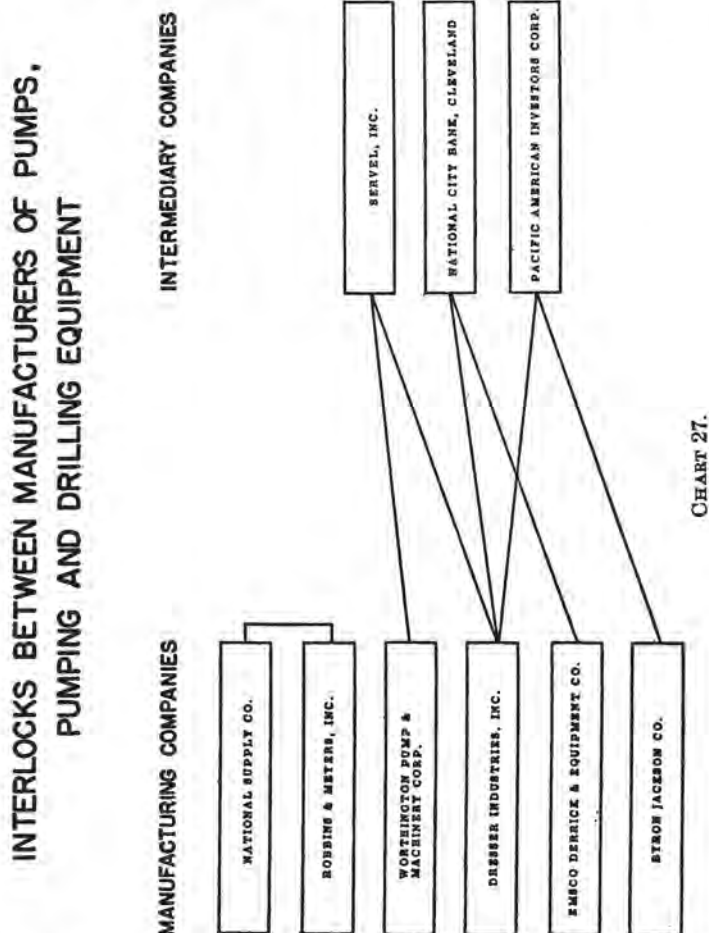 INTERLOCKS BETWEEN MANUFACTURERS OF PUMPS,
PUMPING AND DRILLING EQUIPMENT
MANUFACTURING COMPANIES
NATIONAL SUPPLY CO.
ROBBINS & METERS, INC.
WORTHINGTON PUMP &
MACHINERY CORP.
DRESSER INDUSTRIES, INC.
EMSCO DERRICK & EQUIPMENT CO.
BYRON JACKSON CO.
INTERMEDIARY COMPANIES
SERVEL, INC.
NATIONAL CITY BANK, CLEVELAND
PACIFIC AMERICAN INVESTORS CORP.
CHART 27.